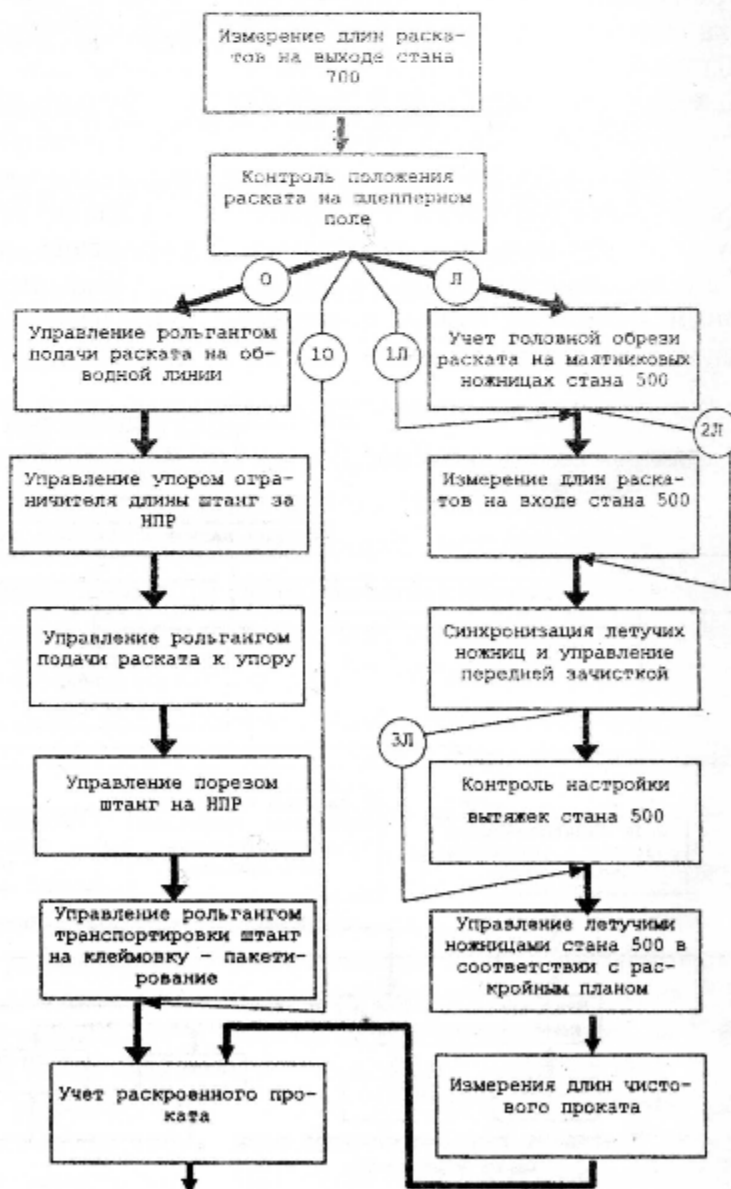 Измерение длин раска-
тов на выходе стана
700
Контроль положения
раската на шлепперном
поле
О
Л
Управление рольгангом
подачи раската на об-
водной линии
1О
1Л
Учет головной обрези
раската на маятниковых
ножницах стана 500
2Л
Управление упором огра-
ничителя длины штанг за
НПР
Измерение длин раска-
тов на входе стана 500
Управление рольгангом
подачи раската к упору
Синхронизация летучих
ножниц и управление
передней зачисткой
3Л
Управление порезом
штанг на НПР
Контроль настройки
вытяжек стана 500
Управление рольгангом
транспортировки штанг
на клеймовку – пакети-
рование
Управление летучими
ножницами стана 500 в
соответствии с рас-
кройным планом
Учет раскроенного про-
ката
Измерения длин чисто-
вого проката